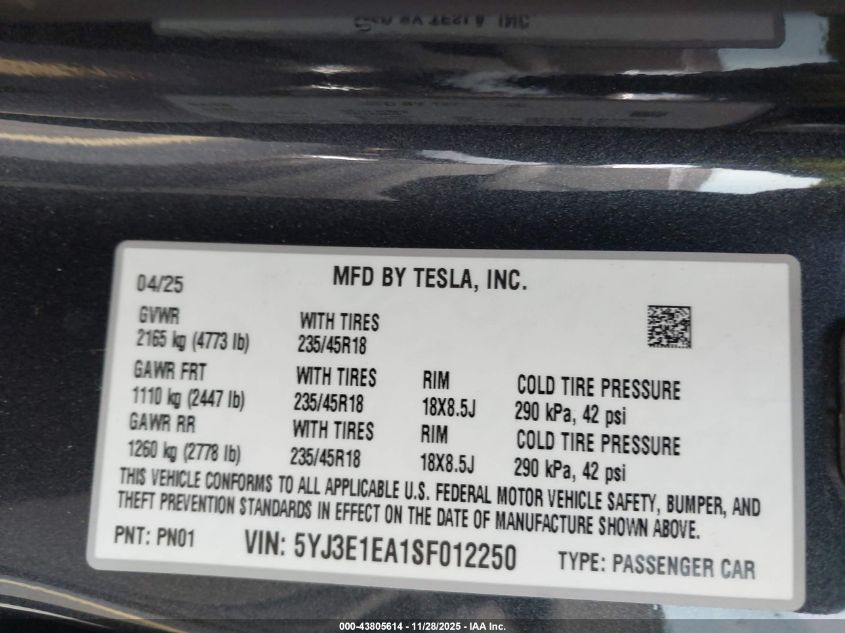 MFD BY TESLA, INC.
04/25
GVWR
2165 kg (4773 lb)
WITH TIRES
235/45R18
GAWR FRT
1110 kg (2447 lb)
WITH TIRES
235/45R18
RIM
18X8.5J
COLD TIRE PRESSURE
290 kPa, 42 psi
GAWR RR
1260 kg (2778 lb)
WITH TIRES
235/45R18
RIM
18X8.5J
COLD TIRE PRESSURE
290 kPa, 42 psi
THIS VEHICLE CONFORMS TO ALL APPLICABLE U.S. FEDERAL MOTOR VEHICLE SAFETY, BUMPER, AND
THEFT PREVENTION STANDARDS IN EFFECT ON THE DATE OF MANUFACTURE SHOWN ABOVE.
PNT: PN01
VIN: 5YJ3E1EA1SF012250
TYPE: PASSENGER CAR
000-43805614 - 11/28/2025 - IAA Inc.